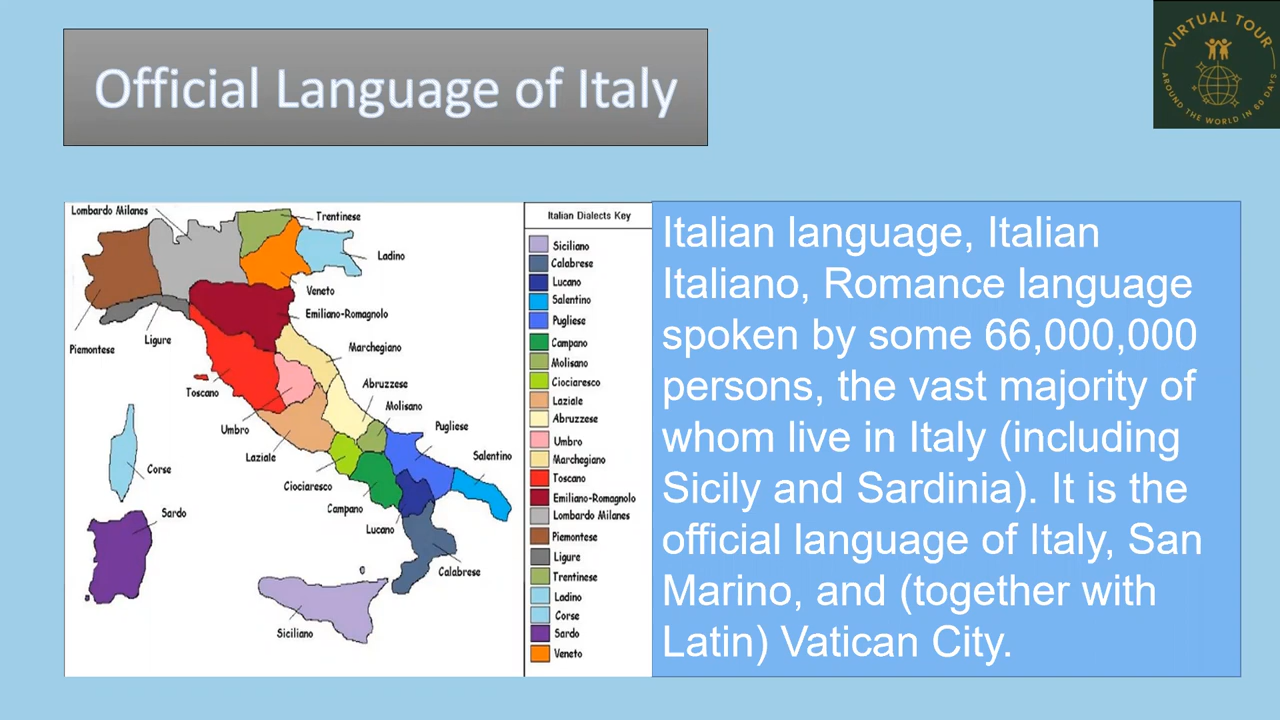 Official Language of Italy
VIRTUAL TOUR
AROUND THE WORLD IN 60 DAYS
Lombardo Milanes
Trentinese
Ladino
Veneto
Emiliano-Romagnolo
Ligure
Piemontese
Marchegiano
Toscano
Abruzzese
Molisano
Umbro
Pugliese
Laziale
Salentino
Corse
Ciociaresco
Campano
Sardo
Lucano
Calabrese
Siciliano
Italian Dialects Key
Siciliano
Calabrese
Lucano
Salentino
Pugliese
Campano
Molisano
Ciociaresco
Laziale
Abruzzese
Umbro
Marchegiano
Toscano
Emiliano-Romagnolo
Lombardo Milanes
Piemontese
Ligure
Trentinese
Ladino
Corse
Sardo
Veneto
Italian language, Italian
Italiano, Romance language
spoken by some 66,000,000
persons, the vast majority of
whom live in Italy (including
Sicily and Sardinia). It is the
official language of Italy, San
Marino, and (together with
Latin) Vatican City.